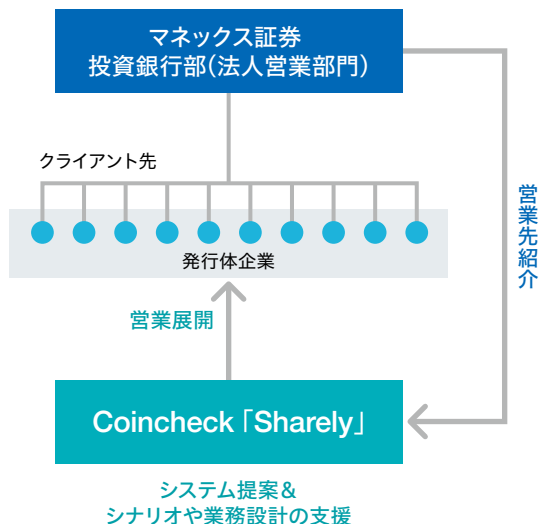 マネックス証券
投資銀行部(法人営業部門)
クライアント先
発行体企業
営業先紹介
営業展開
Coincheck「Sharely」
システム提案&
シナリオや業務設計の支援